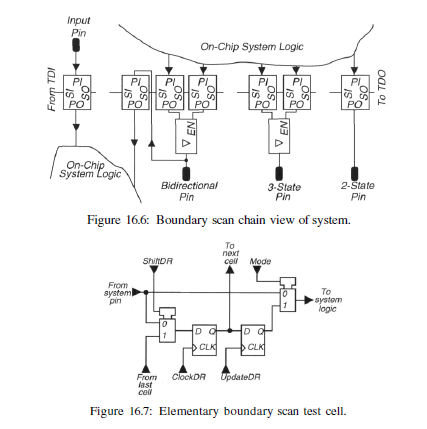 Input
Pin
On-Chip System Logic
From TDI
PI
SI
SO
PO
PI
SI
SO
PO
PI
SI
SO
PO
PI
SI
SO
PO
PI
SI
SO
PO
PI
SI
SO
PO
PI
SI
SO
PO
To TDO
EN
EN
On-Chip
System Logic
Bidirectional
Pin
3-State
Pin
2-State
Pin
Figure 16.6: Boundary scan chain view of system.
ShiftDR
To
next
cell
Mode
From
system
pin
0
1
D Q
CLK
D Q
CLK
0
1
To
system
logic
From
last
cell
ClockDR
UpdateDR
Figure 16.7: Elementary boundary scan test cell.